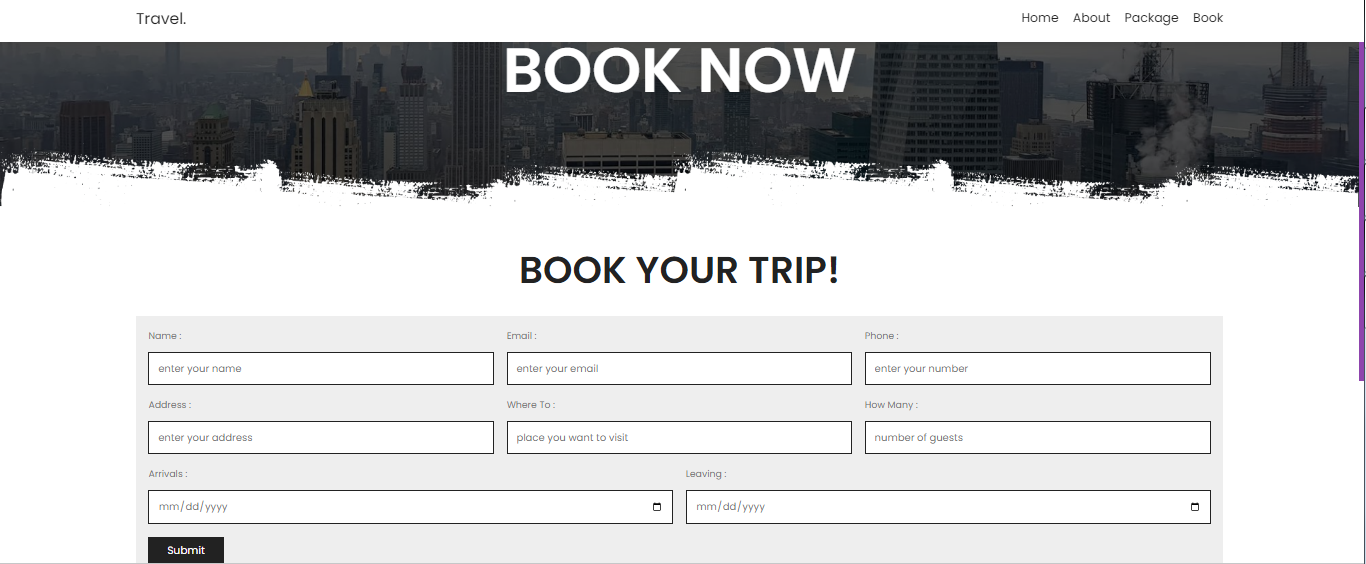 Travel.
Home About Package Book
BOOK NOW
BOOK YOUR TRIP!
Name : Email : Phone :
enter your name enter your email enter your number
Address : Where To : How Many :
enter your address place you want to visit number of guests
Arrivals : Leaving :
mm/dd/yyyy mm/dd/yyyy
Submit